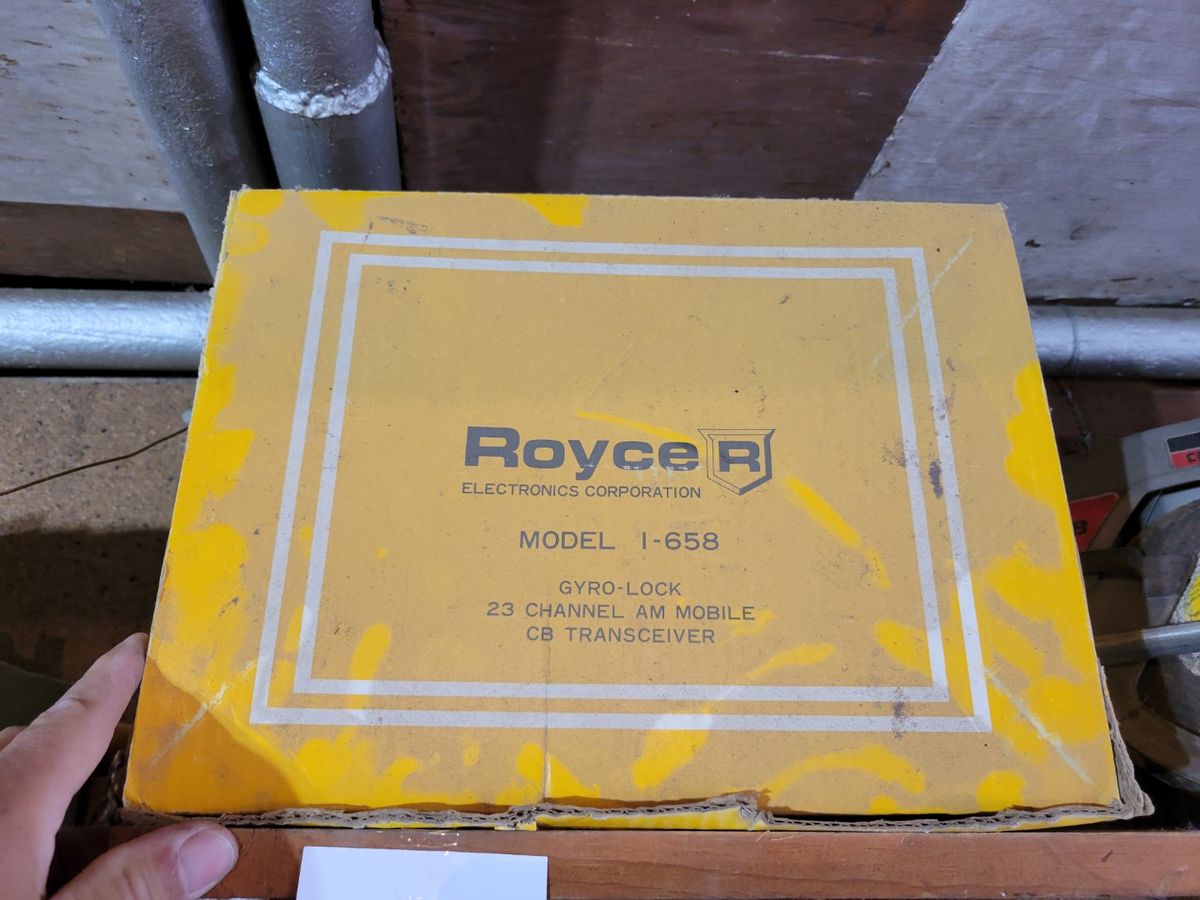 Royce R
ELECTRONICS CORPORATION
MODEL 1-658
GYRO-LOCK
23 CHANNEL AM MOBILE
CB TRANSCEIVER